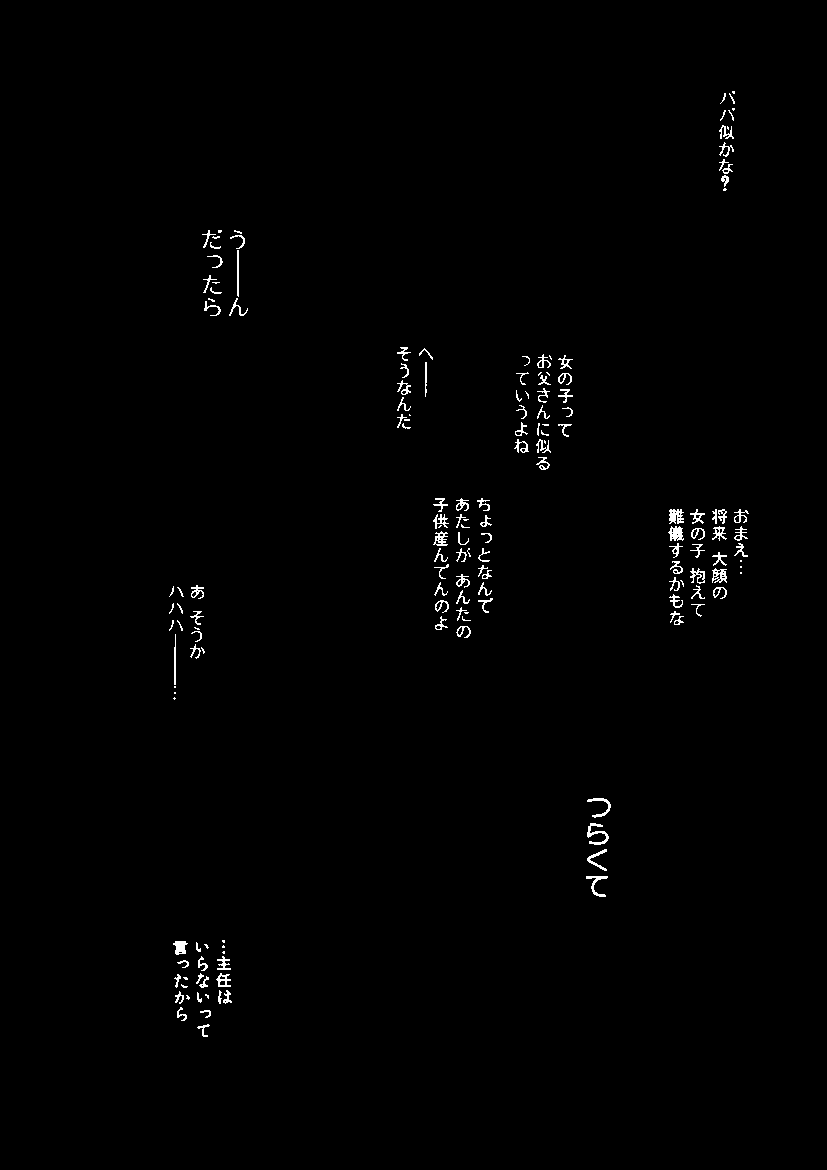 パパ似かな?
うーん
だったら
女の子って
お父さんに似る
っていうよね
へー
そうなんだ
おまえ…
将来 大顔の
女の子 抱えて
難儀するかもな
ちょっとなんで
あたしが あんたの
子供産んでんのよ
あ そうか
ハハハー…
つらくて
…主任は
いらないって
言ったから